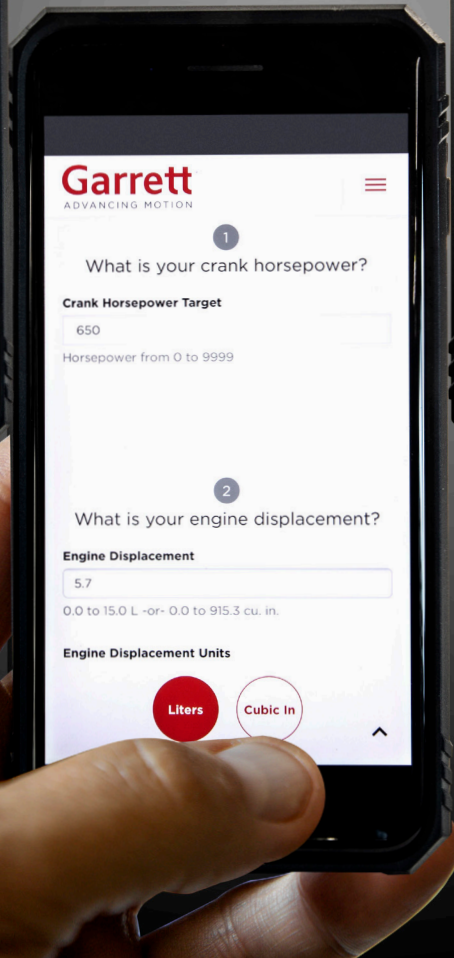 Garrett
ADVANCING MOTION
1
What is your crank horsepower?
Crank Horsepower Target
650
Horsepower from 0 to 9999
2
What is your engine displacement?
Engine Displacement
5.7
0.0 to 15.0 L -or- 0.0 to 915.3 cu. in.
Engine Displacement Units
Liters
Cubic In